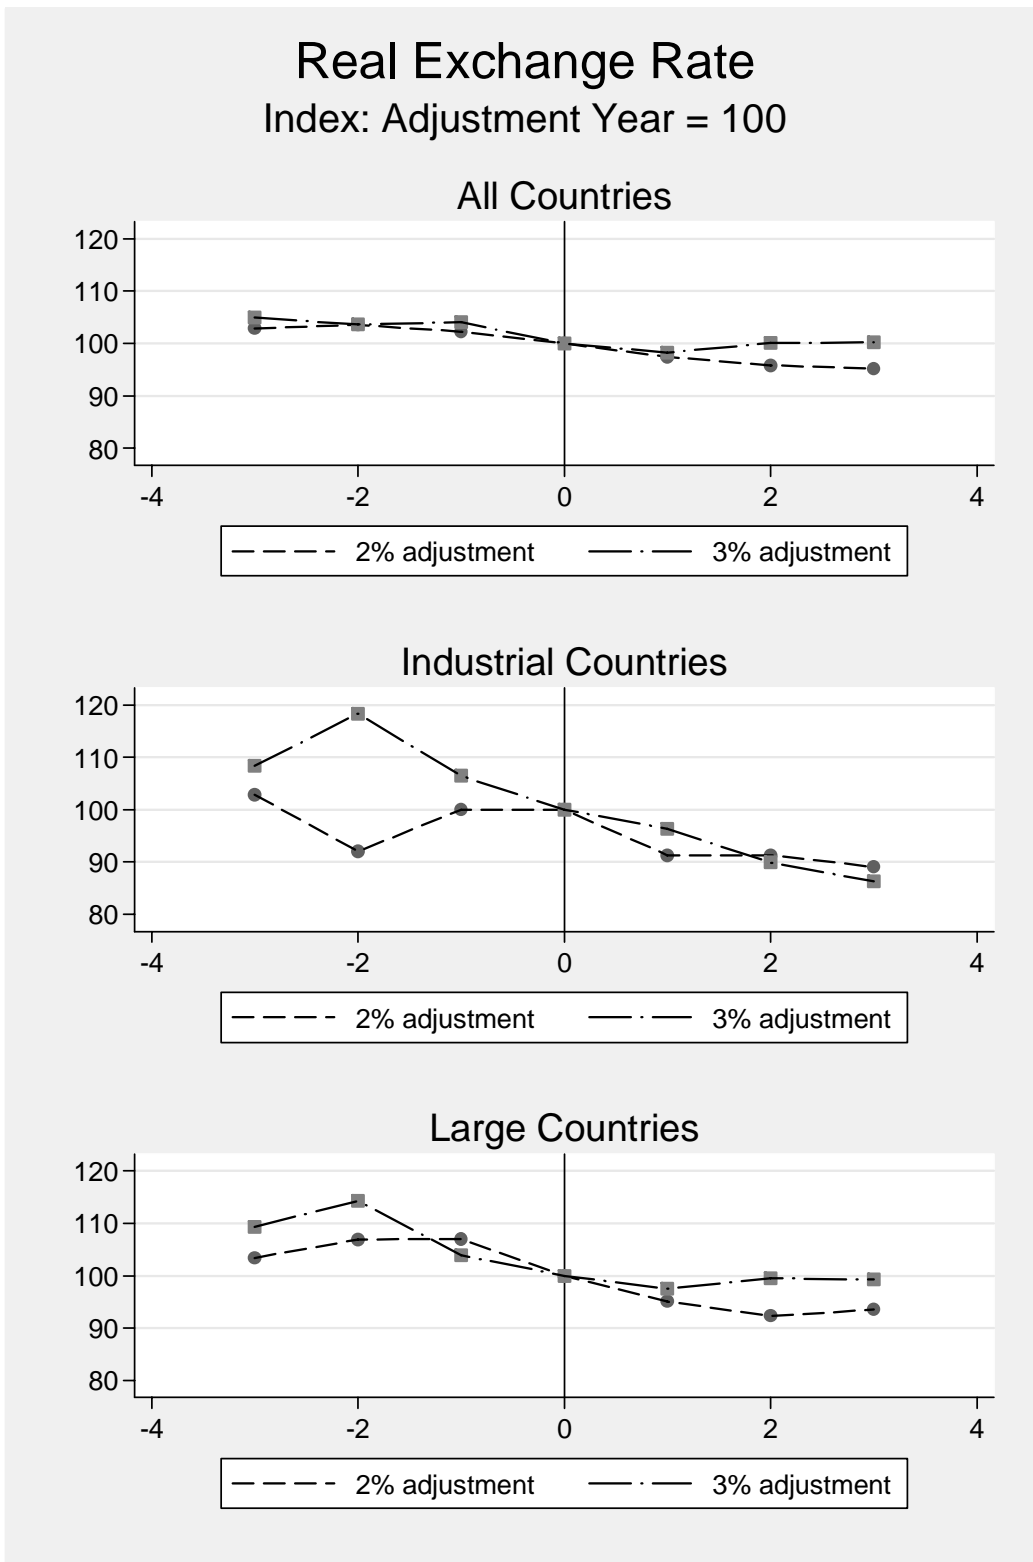 Real Exchange Rate
Index: Adjustment Year = 100
All Countries
120
110
100
90
80
-4 -2 0 2 4
2% adjustment 3% adjustment
Industrial Countries
120
110
100
90
80
-4 -2 0 2 4
2% adjustment 3% adjustment
Large Countries
120
110
100
90
80
-4 -2 0 2 4
2% adjustment 3% adjustment